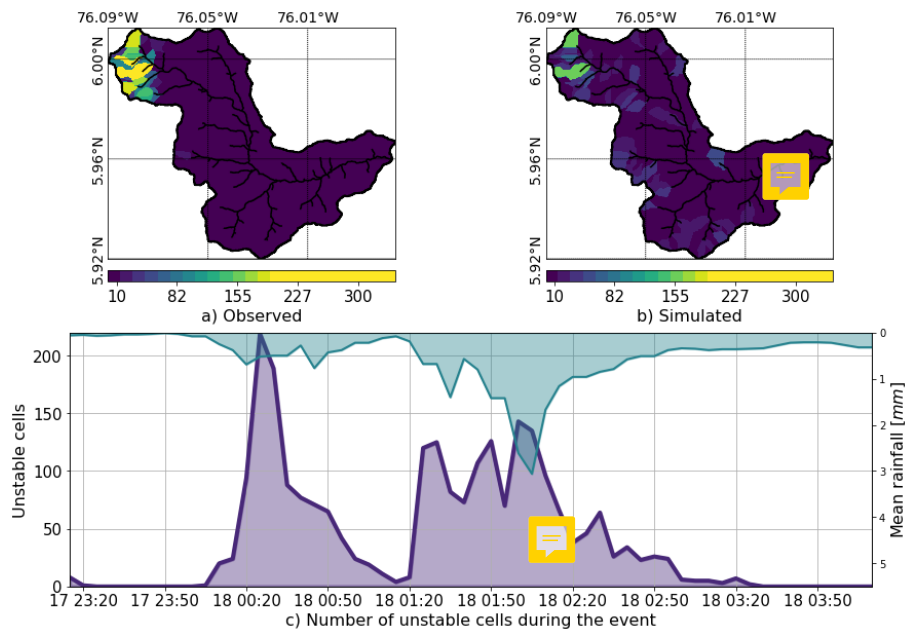 76.09°W 76.05°W 76.01°W
6.00°N
5.96°N
5.92°N
10 82 155 227 300
a) Observed
76.09°W 76.05°W 76.01°W
6.00°N
5.96°N
5.92°N
10 82 155 227 300
b) Simulated
Unstable cells
200
150
100
50
0
0
1
2
3
4
5
Mean rainfall [mm]
17 23:20 17 23:50 18 00:20 18 00:50 18 01:20 18 01:50 18 02:20 18 02:50 18 03:20 18 03:50
c) Number of unstable cells during the event